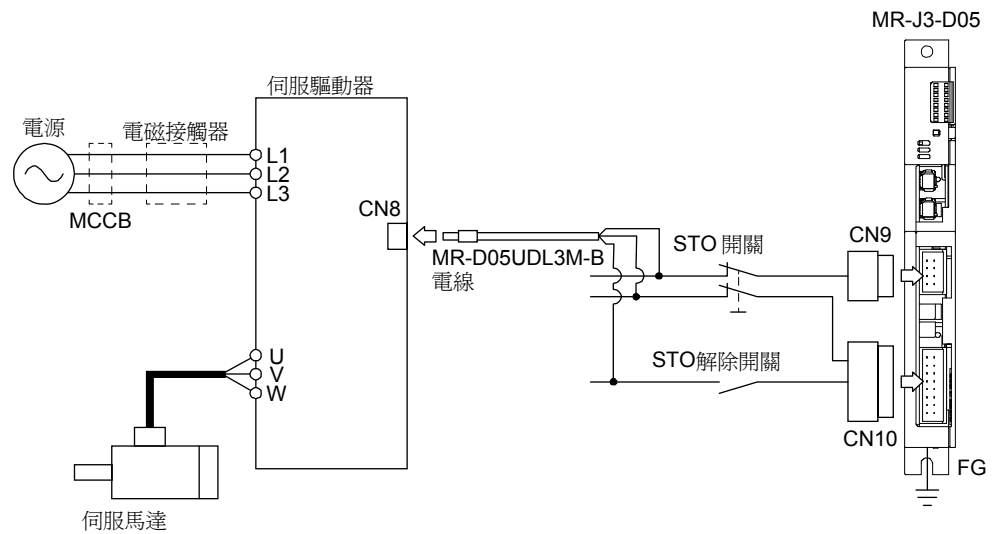 MR-J3-D05
伺服驅動器
電源
電磁接觸器
L1
L2
L3
MCCB
CN8
MR-D05UDL3M-B
電線
STO 開關
CN9
STO解除開關
CN10
U
V
W
FG
伺服馬達